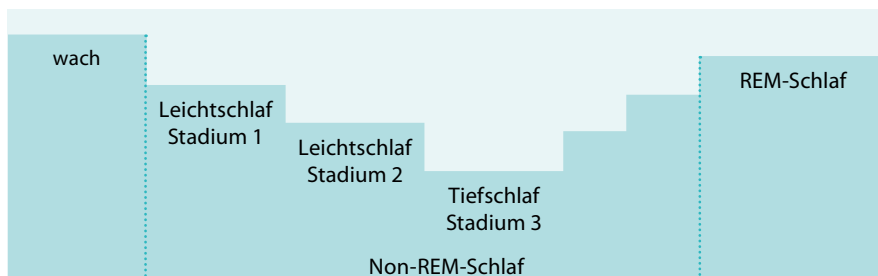 wach
Leichtschlaf
Stadium 1
Leichtschlaf
Stadium 2
Tiefschlaf
Stadium 3
REM-Schlaf
Non-REM-Schlaf